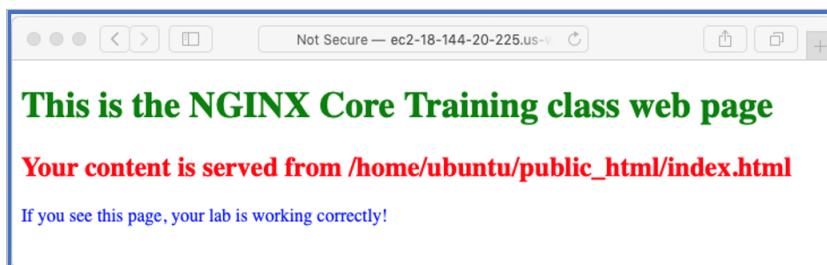 Not Secure — ec2-18-144-20-225.us-
This is the NGINX Core Training class web page
Your content is served from /home/ubuntu/public_html/index.html
If you see this page, your lab is working correctly!